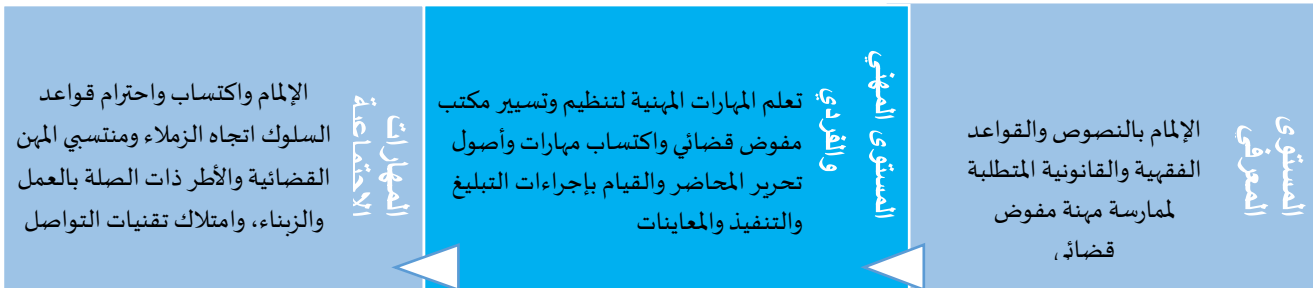 المستوى
المعرفي
الإلمام بالنصوص والقواعد
الفقهية والقانونية المتطلبة
لممارسة مهنة مفوض
قضائي
المستوى المهني
والفردي
تعلم المهارات المهنية لتنظيم وتسيير مكتب
مفوض قضائي واكتساب مهارات وأصول
تحرير المحاضر والقيام بإجراءات التبليغ
والتنفيذ والمعاينات
المهارات
الاجتماعية
الإلمام واكتساب واحترام قواعد
السلوك اتجاه الزملاء ومنتسبي المهن
القضائية والأطر ذات الصلة بالعمل
والزبناء، وامتلاك تقنيات التواصل